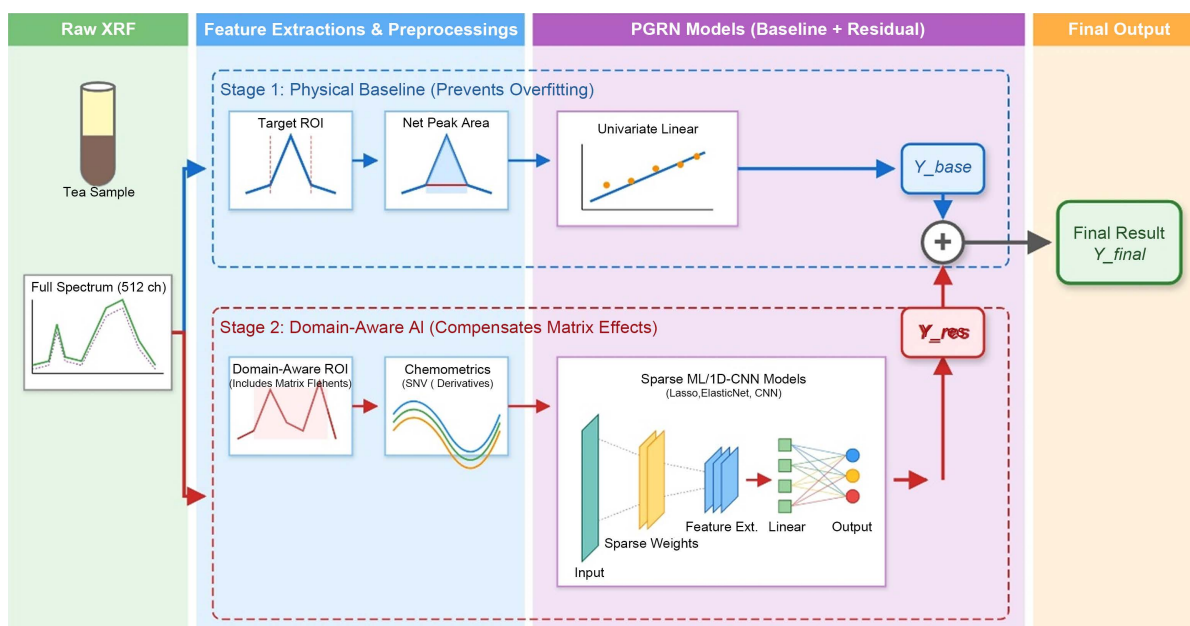 Raw XRF
Feature Extractions & Preprocessings
PGRN Models (Baseline + Residual)
Final Output
Stage 1: Physical Baseline (Prevents Overfitting)
Target ROI
Net Peak Area
Univariate Linear
Tea Sample
Y_base
+
Final Result
Y_final
Full Spectrum (512 ch)
Stage 2: Domain-Aware AI (Compensates Matrix Effects)
Y_res
Domain-Aware ROI
(Includes Matrix
Chemometrics
(SNV ( Derivatives)
Sparse ML/1D-CNN Models
(Lasso,ElasticNet, CNN)
Feature Ext.
Linear
Output
Sparse Weights
Input